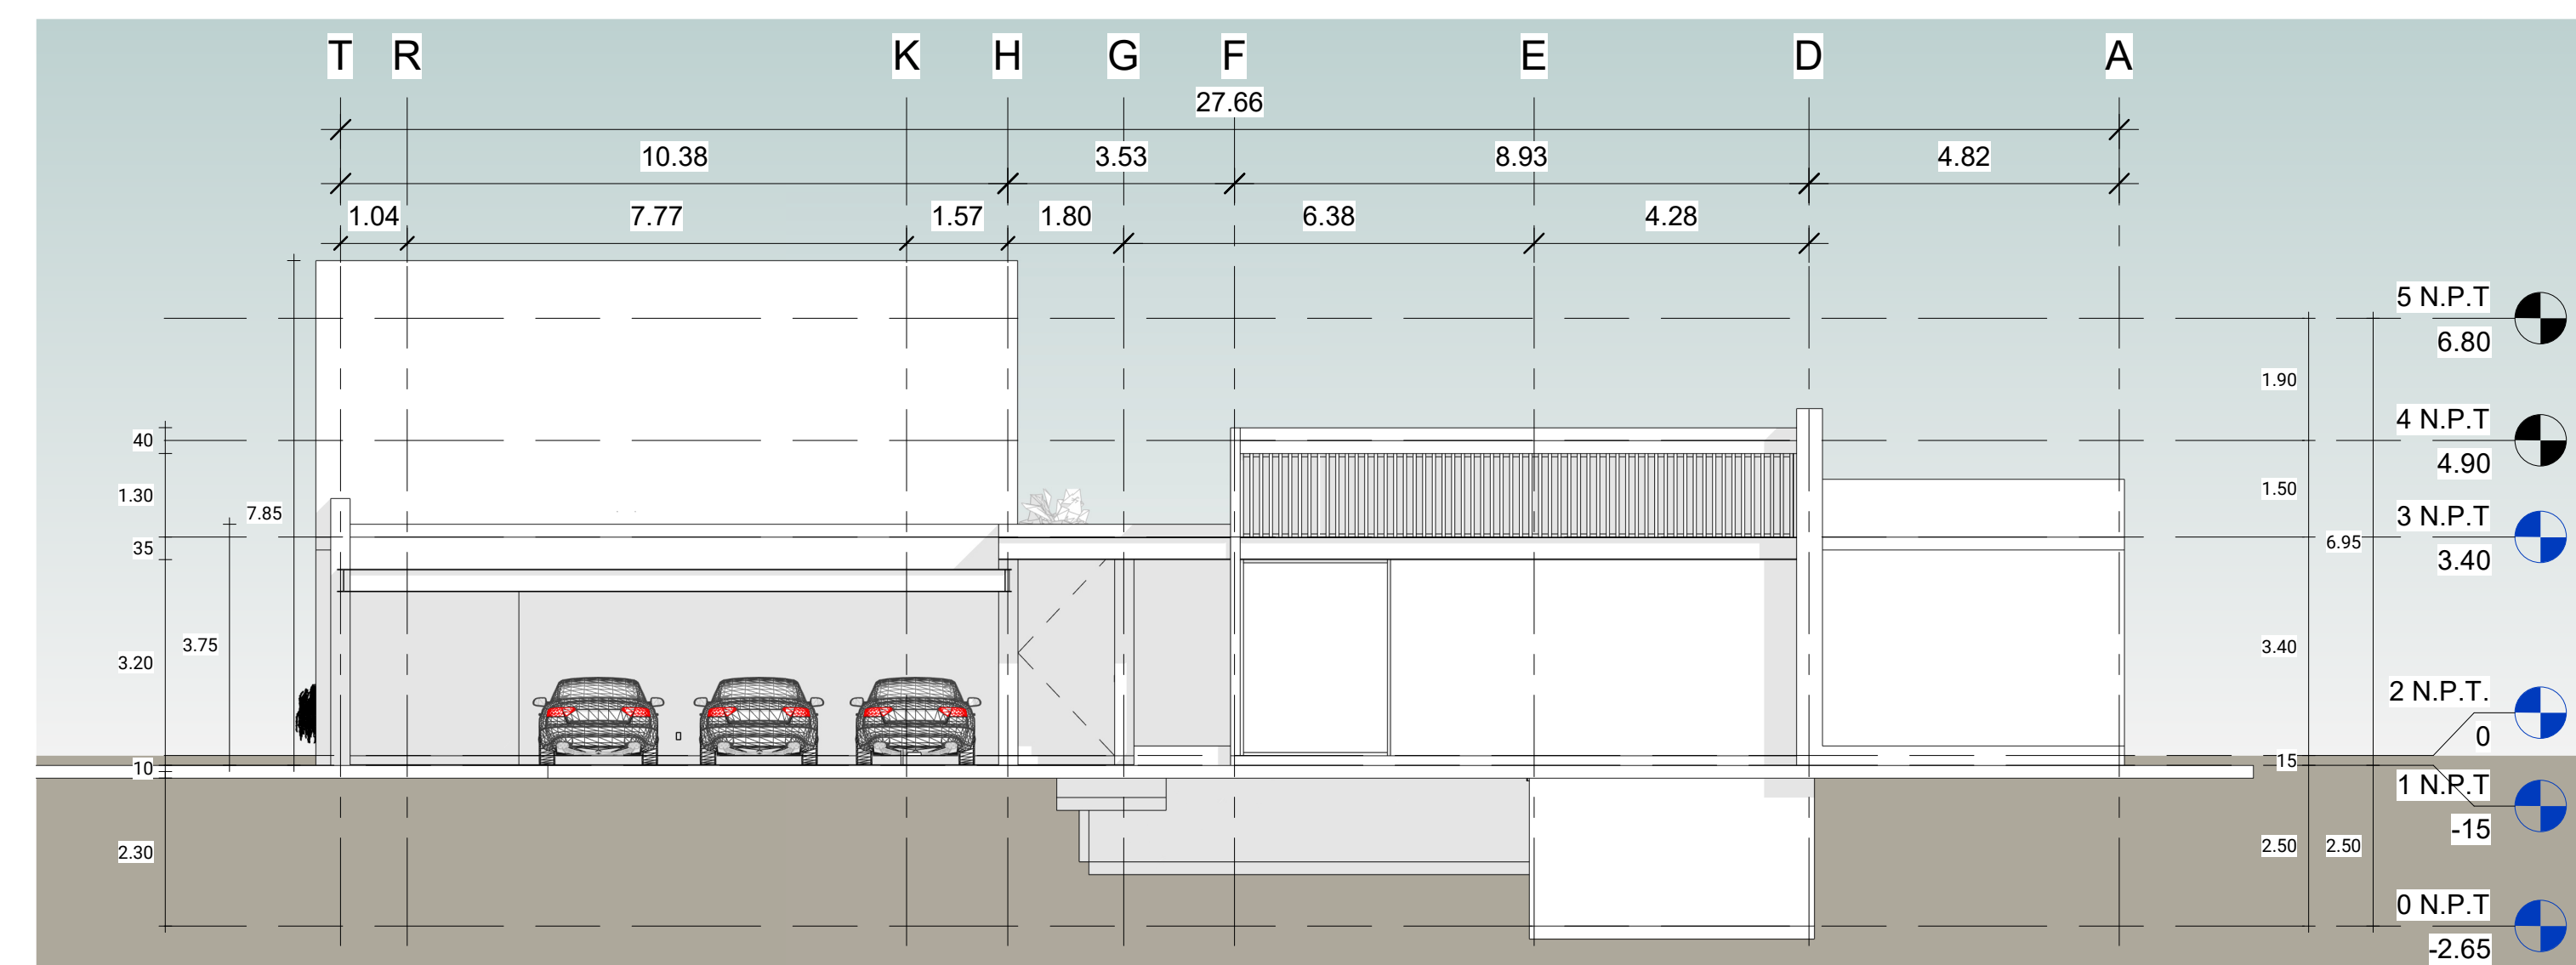 T R K H G F E D A
27.66
10.38 3.53 8.93 4.82
1.04 7.77 1.57 1.80 6.38 4.28
5 N.P.T
6.80
1.90
4 N.P.T
40
4.90
1.50
1.30
7.85
3 N.P.T
35
6.95
3.40
3.75
3.40
3.20
2 N.P.T.
0
15
10
1 N.P.T
-15
2.30
2.50 2.50
0 N.P.T
-2.65